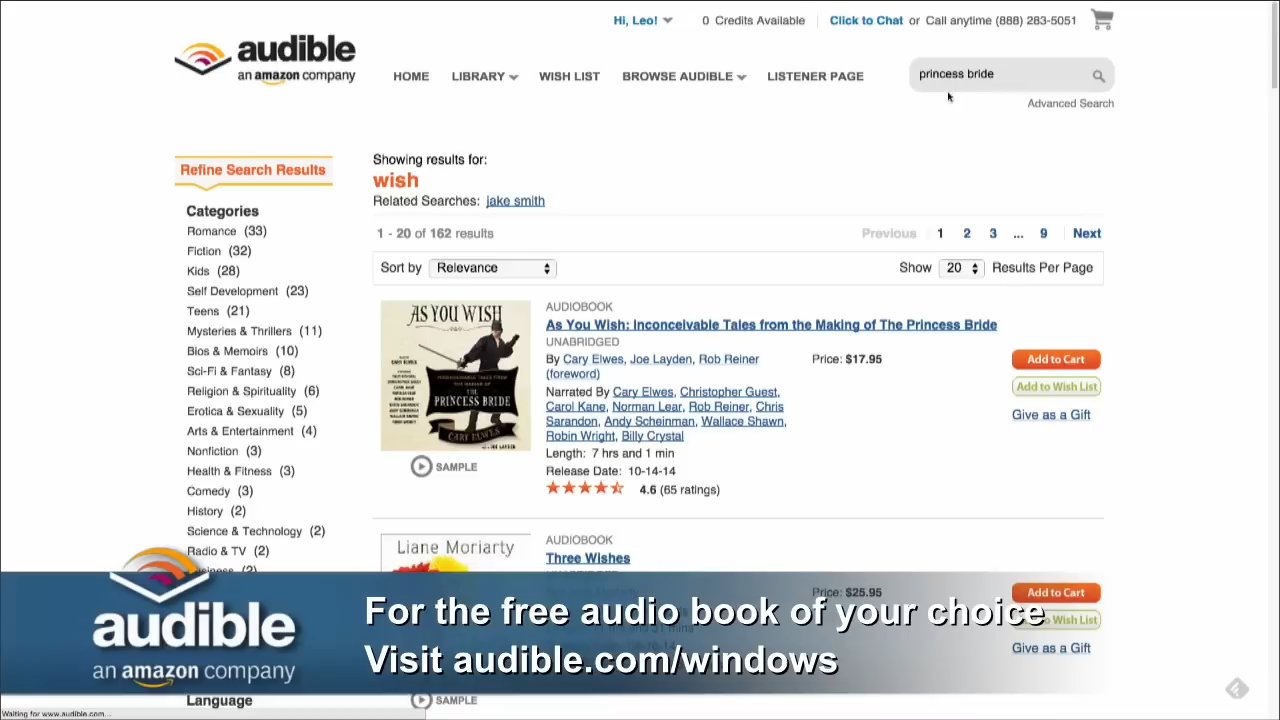 Hi, Leo! 0 Credits Available Click to Chat or Call anytime (888) 283-5051
audible
an amazon company
HOME LIBRARY WISH LIST BROWSE AUDIBLE LISTENER PAGE
princess bride
Advanced Search
Refine Search Results
Categories
Romance (33)
Fiction (32)
Kids (28)
Self Development (23)
Teens (21)
Mysteries & Thrillers (11)
Bios & Memoirs (10)
Sci-Fi & Fantasy (8)
Religion & Spirituality (6)
Erotica & Sexuality (5)
Arts & Entertainment (4)
Nonfiction (3)
Health & Fitness (3)
Comedy (3)
History (2)
Science & Technology (2)
Radio & TV (2)
Language
Showing results for:
wish
Related Searches: jake smith
1 - 20 of 162 results
Previous 1 2 3 ... 9 Next
Sort by Relevance
Show 20 Results Per Page
AS YOU WISH
THE
PRINCESS BRIDE
CARY ELWES
SAMPLE
AUDIOBOOK
As You Wish: Inconceivable Tales from the Making of The Princess Bride
UNABRIDGED
By Cary Elwes, Joe Layden, Rob Reiner
(foreword)
Narrated By Cary Elwes, Christopher Guest,
Carol Kane, Norman Lear, Rob Reiner, Chris
Sarandon, Andy Scheinman, Wallace Shawn,
Robin Wright, Billy Crystal
Length: 7 hrs and 1 min
Release Date: 10-14-14
4.6 (65 ratings)
Price: $17.95
Add to Cart
Add to Wish List
Give as a Gift
Liane Moriarty
AUDIOBOOK
Three Wishes
Price: $25.95
Add to Cart
to Wish List
Give as a Gift
SAMPLE
audible
an amazon company
For the free audio book of your choice
Visit audible.com/windows
Waiting for www.audible.com...